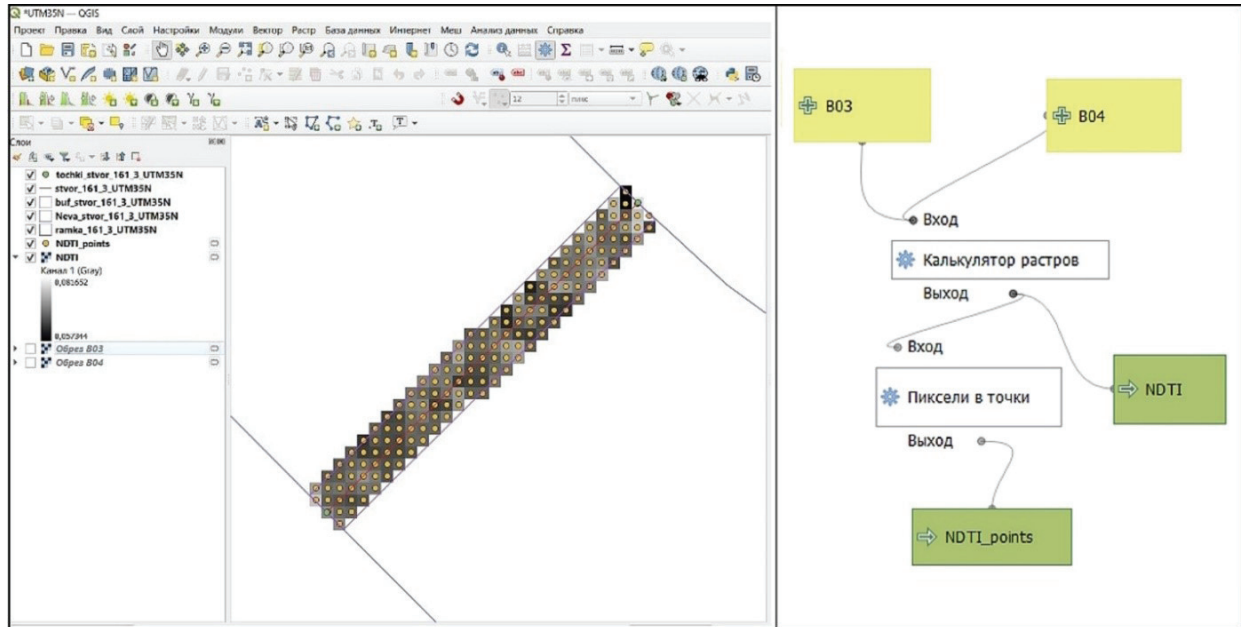 *UTM35N — QGIS
Проект Правка Вид Слой Настройки Модули Вектор Растр База данных Интернет Меш Анализ данных Справка
12 пикс
Слои
tochki_stvor_161_3_UTM35N
stvor_161_3_UTM35N
buf_stvor_161_3_UTM35N
Neva_stvor_161_3_UTM35N
ramka_161_3_UTM35N
NDTI_points
NDTI
Канал 1 (Gray)
0,081652
0,057344
Обрез B03
Обрез B04
B03
B04
Вход
Калькулятор растров
Выход
Вход
NDTI
Пиксели в точки
Выход
NDTI_points